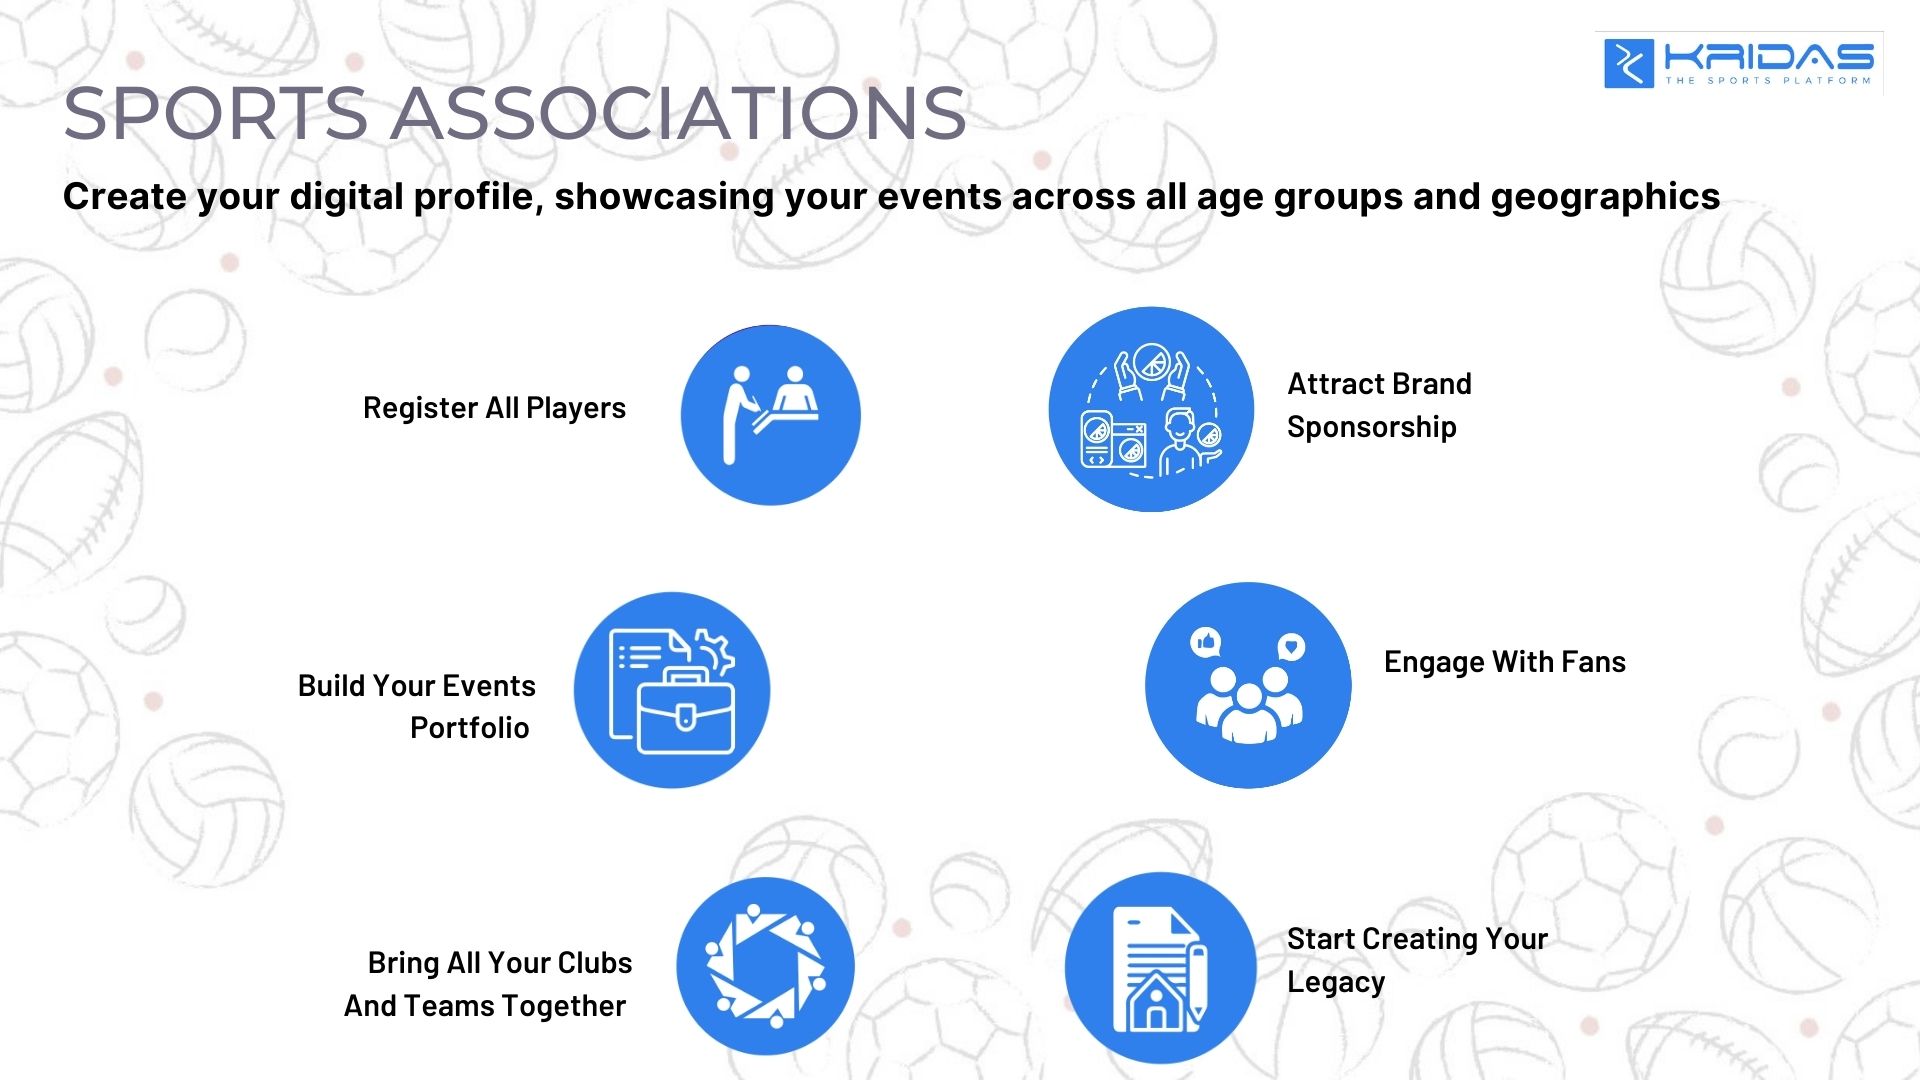 KRIDAS
THE SPORTS PLATFORM
SPORTS ASSOCIATIONS
Create your digital profile, showcasing your events across all age groups and geographics
Register All Players
Attract Brand
Sponsorship
Build Your Events
Portfolio
Engage With Fans
Bring All Your Clubs
And Teams Together
Start Creating Your
Legacy